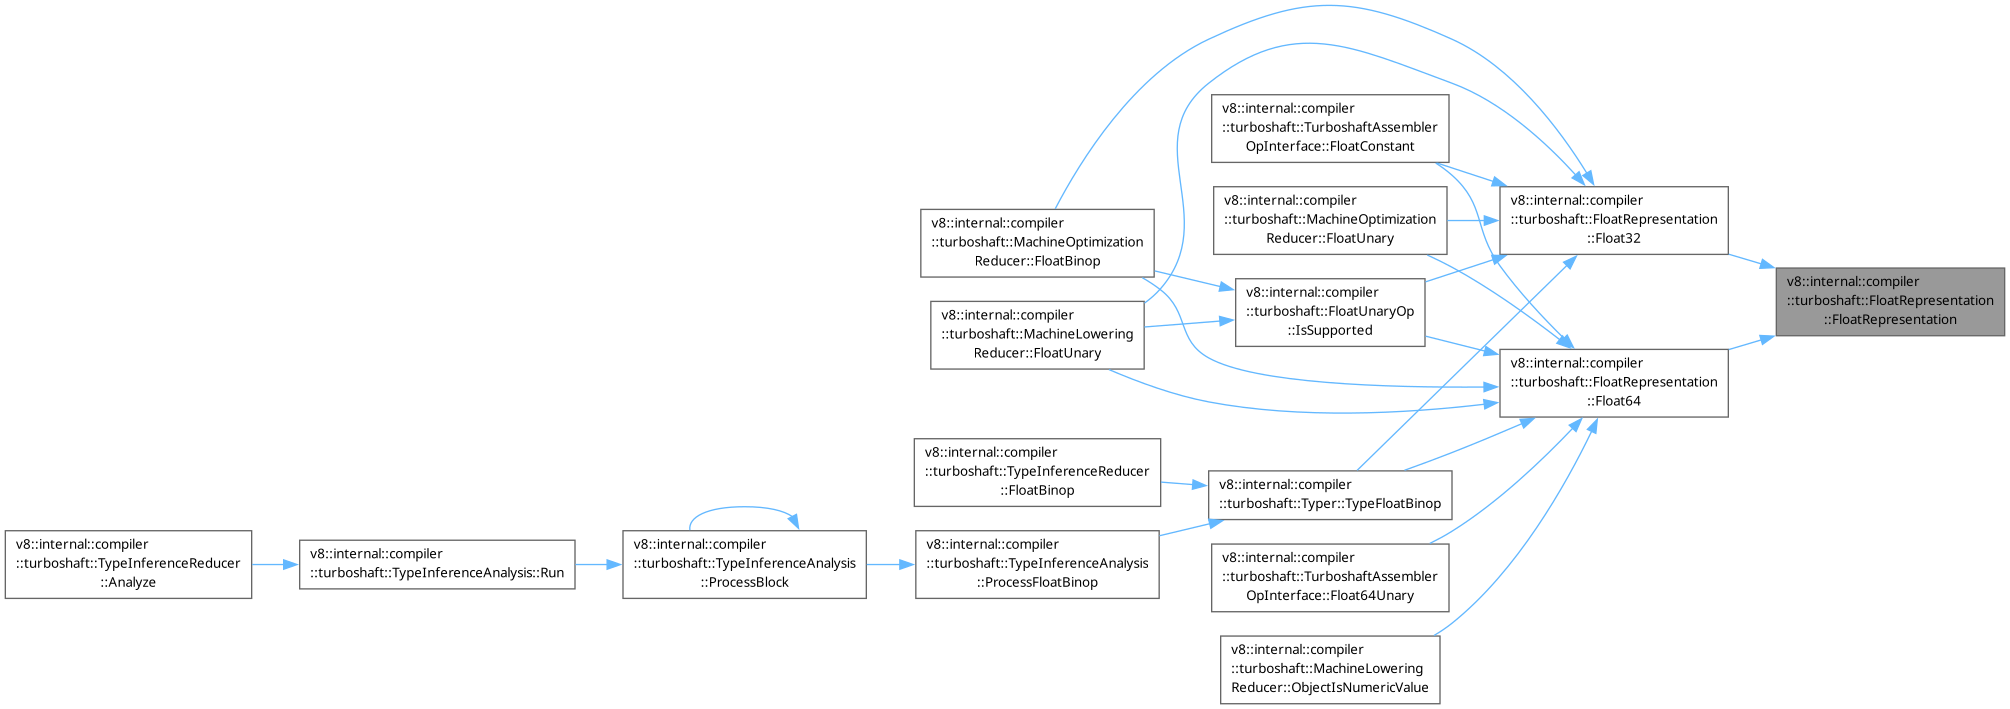 v8::internal::compiler
::turboshaft::TurboshaftAssembler
OpInterface::FloatConstant
v8::internal::compiler
::turboshaft::MachineOptimization
Reducer::FloatUnary
v8::internal::compiler
::turboshaft::FloatRepresentation
::Float32
v8::internal::compiler
::turboshaft::MachineOptimization
Reducer::FloatBinop
v8::internal::compiler
::turboshaft::FloatRepresentation
::FloatRepresentation
v8::internal::compiler
::turboshaft::FloatUnaryOp
::IsSupported
v8::internal::compiler
::turboshaft::MachineLowering
Reducer::FloatUnary
v8::internal::compiler
::turboshaft::FloatRepresentation
::Float64
v8::internal::compiler
::turboshaft::TypeInferenceReducer
::FloatBinop
v8::internal::compiler
::turboshaft::Typer::TypeFloatBinop
v8::internal::compiler
::turboshaft::TypeInferenceReducer
::Analyze
v8::internal::compiler
::turboshaft::TypeInferenceAnalysis::Run
v8::internal::compiler
::turboshaft::TypeInferenceAnalysis
::ProcessBlock
v8::internal::compiler
::turboshaft::TypeInferenceAnalysis
::ProcessFloatBinop
v8::internal::compiler
::turboshaft::TurboshaftAssembler
OpInterface::Float64Unary
v8::internal::compiler
::turboshaft::MachineLowering
Reducer::ObjectIsNumericValue